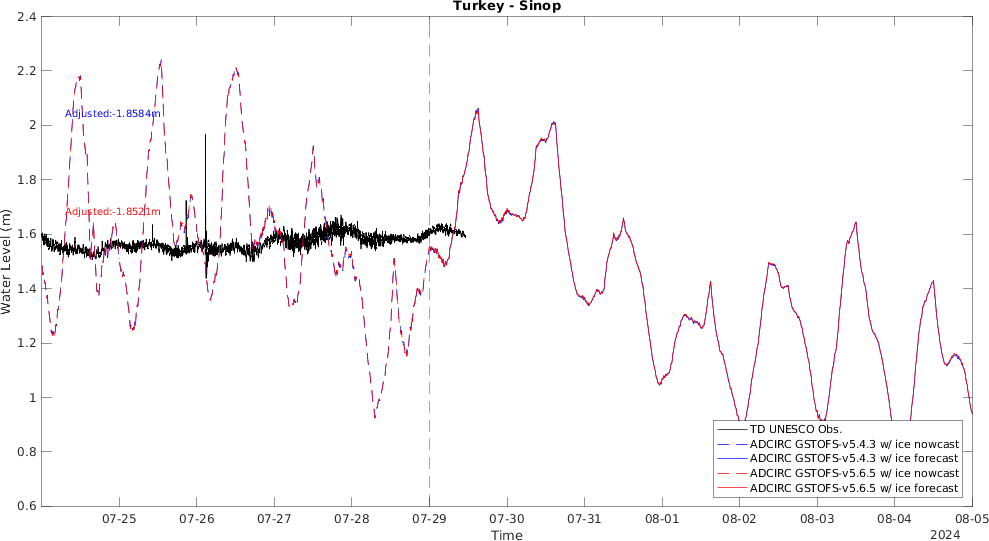 Turkey - Sinop
2.4
2.2
2
1.8
1.6
1.4
1.2
1
0.8
0.6
Water Level (m)
Adjusted:-1.8584m
Adjusted:-1.8521m
TD UNESCO Obs.
ADCIRC GSTOFS-v5.4.3 w/ ice nowcast
ADCIRC GSTOFS-v5.4.3 w/ ice forecast
ADCIRC GSTOFS-v5.6.5 w/ ice nowcast
ADCIRC GSTOFS-v5.6.5 w/ ice forecast
07-25 07-26 07-27 07-28 07-29 07-30 07-31 08-01 08-02 08-03 08-04 08-05
Time
2024